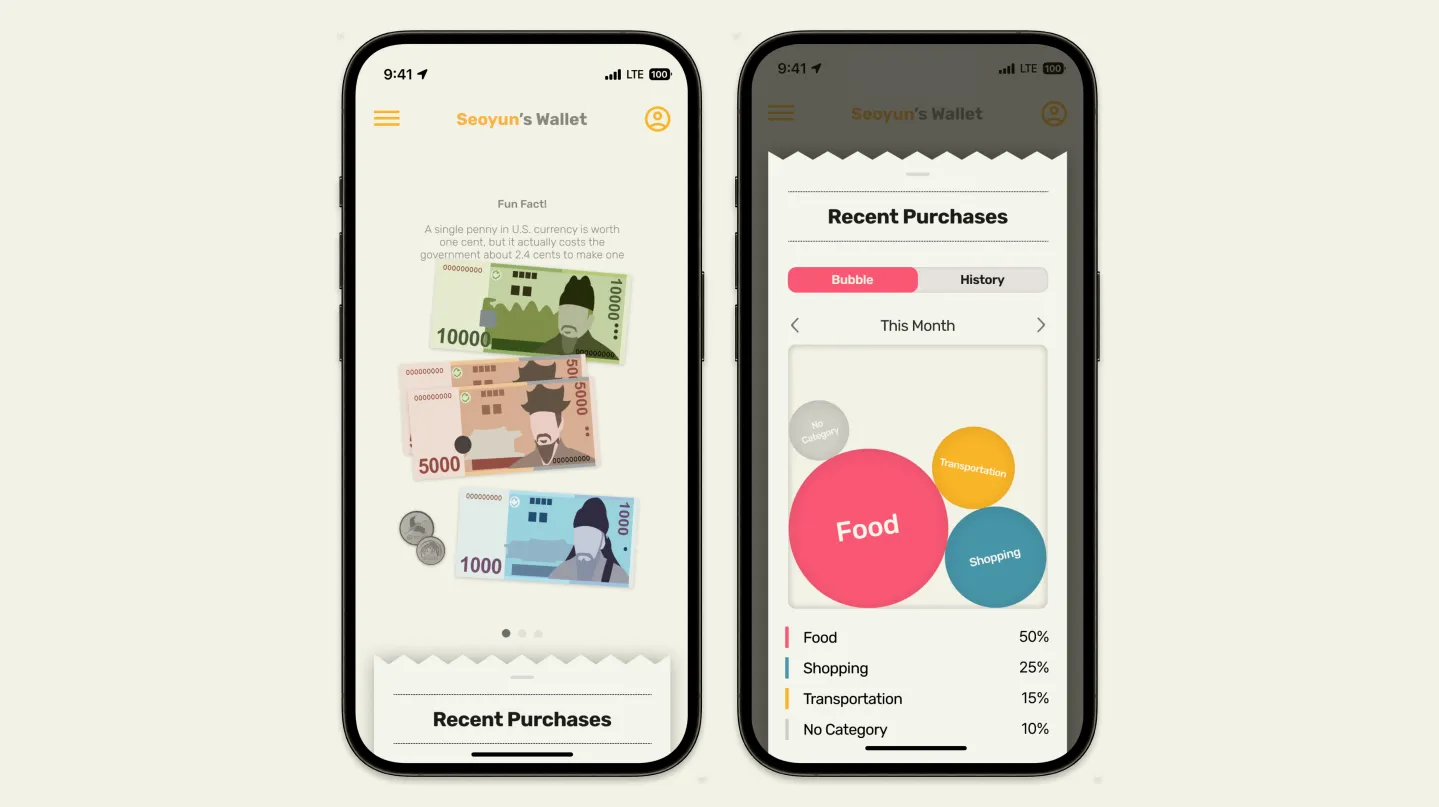 9:41
LTE 100
Seoyun's Wallet
Fun Fact!
A single penny in U.S. currency is worth
one cent, but it actually costs the
government about 2.4 cents to make one
000000000
10000
10000
000000000
000000000
50
000000000
5000
5000
000000000
000000000
1000
1000
000000000
Recent Purchases
9:41
LTE 100
Seoyun's Wallet
Recent Purchases
Bubble
History
This Month
No
Category
Transportation
Food
Shopping
Food 50%
Shopping 25%
Transportation 15%
No Category 10%